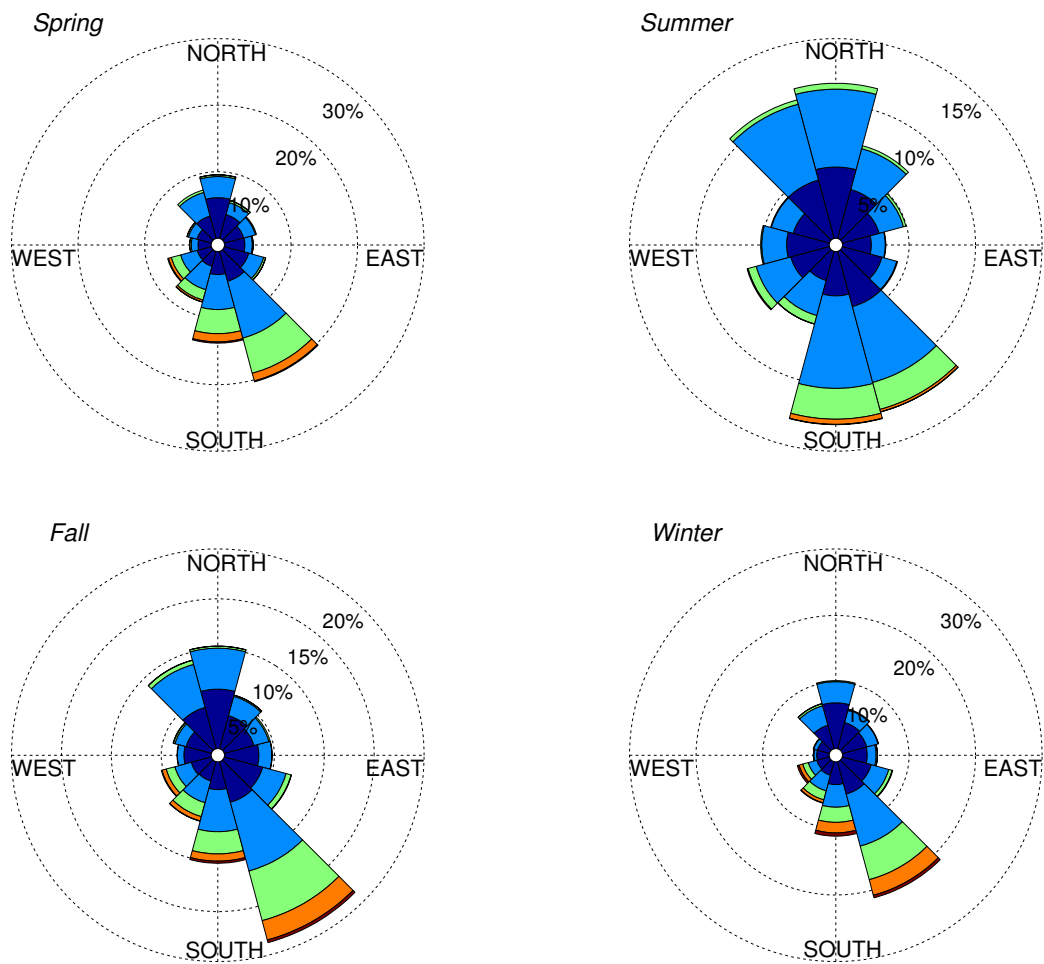 Spring
NORTH
30%
20%
10%
WEST
EAST
SOUTH
Summer
NORTH
15%
10%
5%
WEST
EAST
SOUTH
Fall
NORTH
20%
15%
10%
5%
WEST
EAST
SOUTH
Winter
NORTH
30%
20%
10%
WEST
EAST
SOUTH